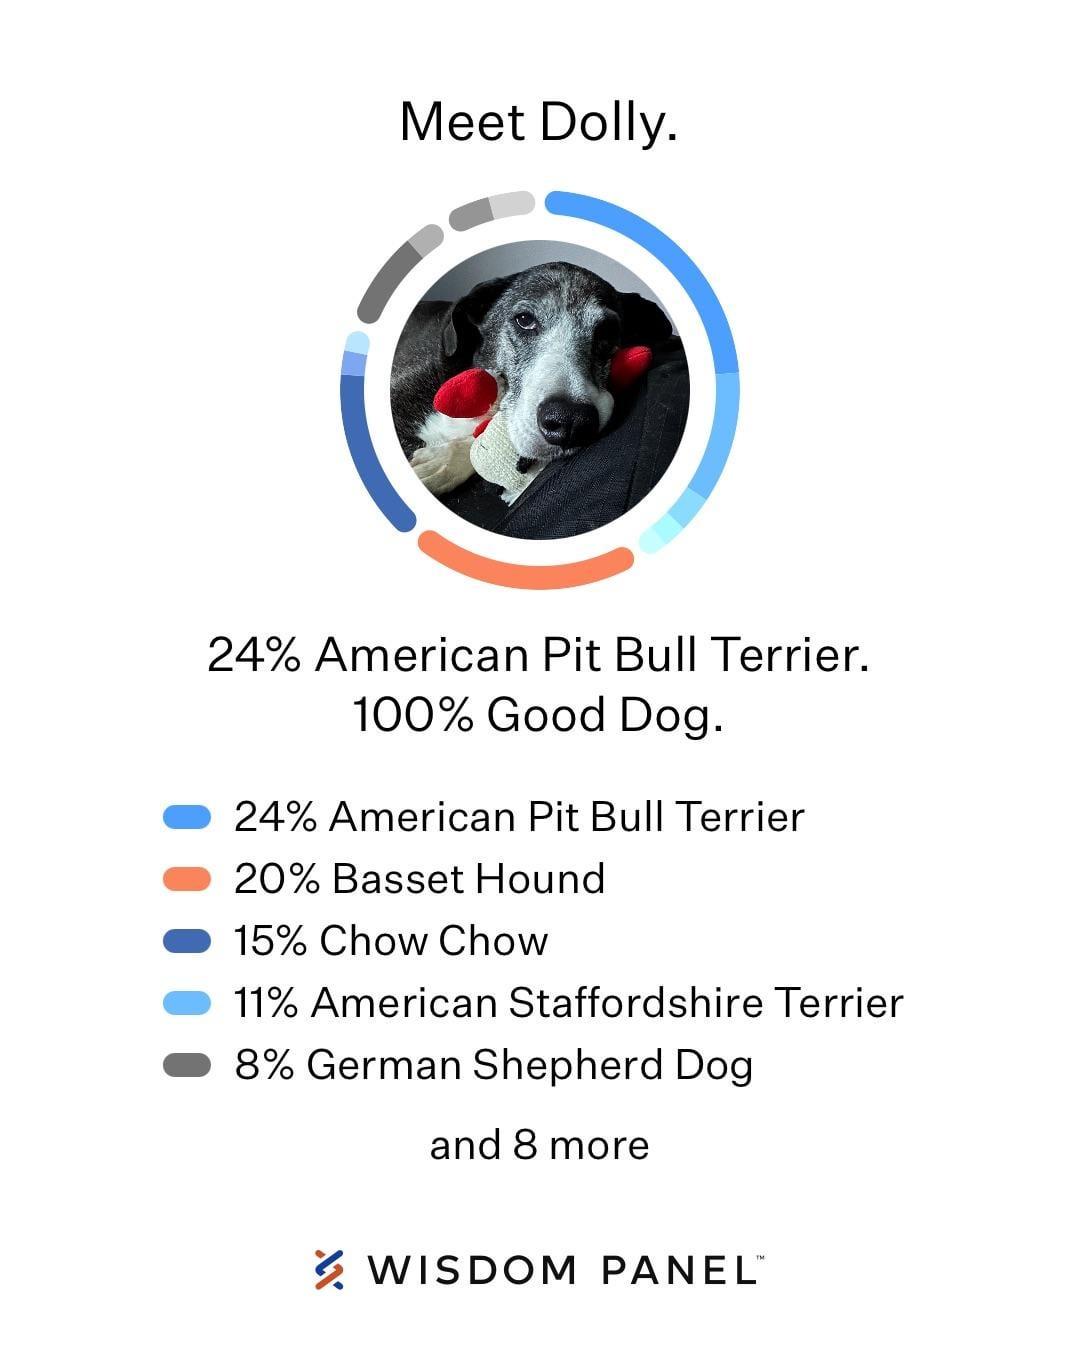 Meet Dolly.
24% American Pit Bull Terrier.
100% Good Dog.
24% American Pit Bull Terrier
20% Basset Hound
15% Chow Chow
11% American Staffordshire Terrier
8% German Shepherd Dog
and 8 more
WISDOM PANEL™